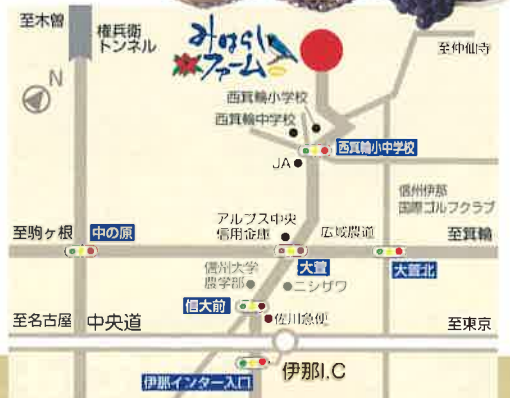 至木曽
権兵衛
トンネル
みはらし
ファーム
至仲仙寺
N
西箕輪小学校
西箕輪中学校
西箕輪小中学校
JA
信州伊那
国際ゴルフクラブ
アルプス中央
信用金庫
広域農道
至駒ヶ根
中の原
至箕輪
大萱
大萱北
信州大学
農学部
ニシザワ
信大前
佐川急便
至名古屋
中央道
至東京
伊那I.C
伊那インター入口